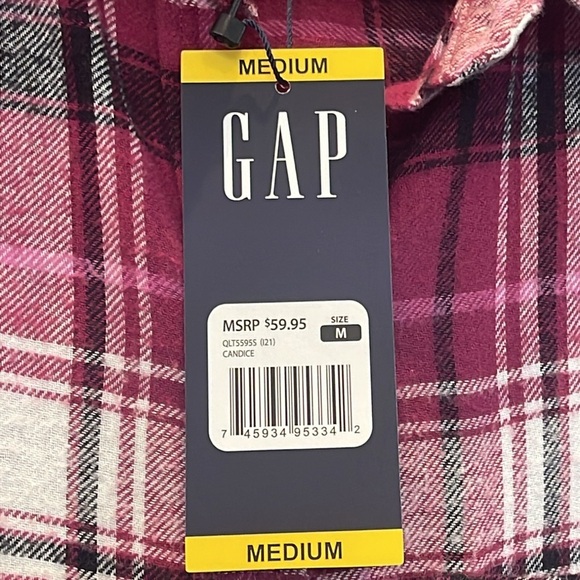 MEDIUM
GAP
MSRP $59.95
SIZE
M
QLT5595S (I21)
CANDICE
7 45934 95334 2
MEDIUM